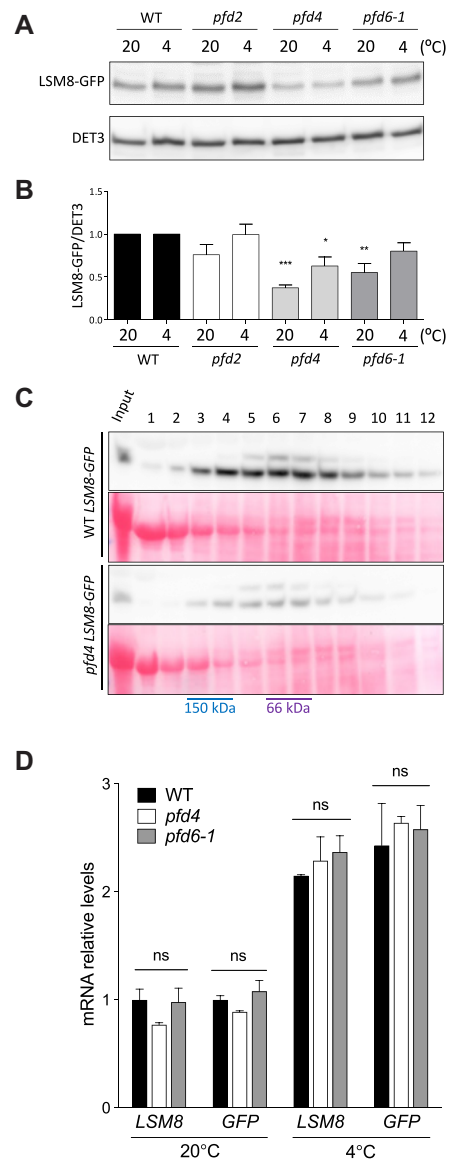 A
WT pfd2 pfd4 pfd6-1
20 4 20 4 20 4 20 4 (ºC)
LSM8-GFP
DET3
B
LSM8-GFP/DET3
1.5
1.0
0.5
0.0
*** * **
20 4 20 4 20 4 20 4 (ºC)
WT pfd2 pfd4 pfd6-1
C
Input 1 2 3 4 5 6 7 8 9 10 11 12
WT LSM8-GFP
pfd4 LSM8-GFP
150 kDa 66 kDa
D
mRNA relative levels
3
2
1
0
WT
pfd4
pfd6-1
ns ns ns ns
LSM8 GFP LSM8 GFP
20°C 4°C